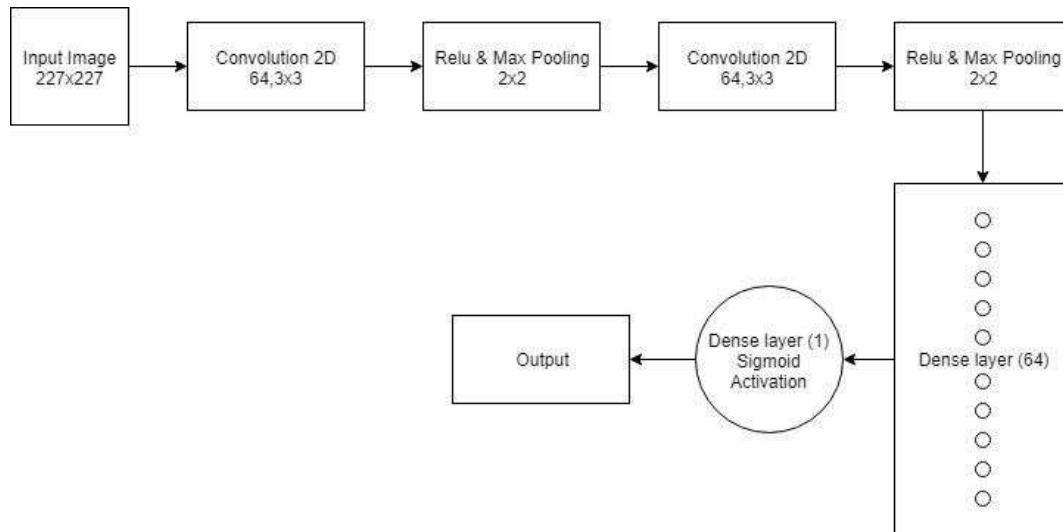 Input Image
227x227
Convolution 2D
64,3x3
Relu & Max Pooling
2x2
Convolution 2D
64,3x3
Relu & Max Pooling
2x2
Dense layer (64)
Dense layer (1)
Sigmoid
Activation
Output